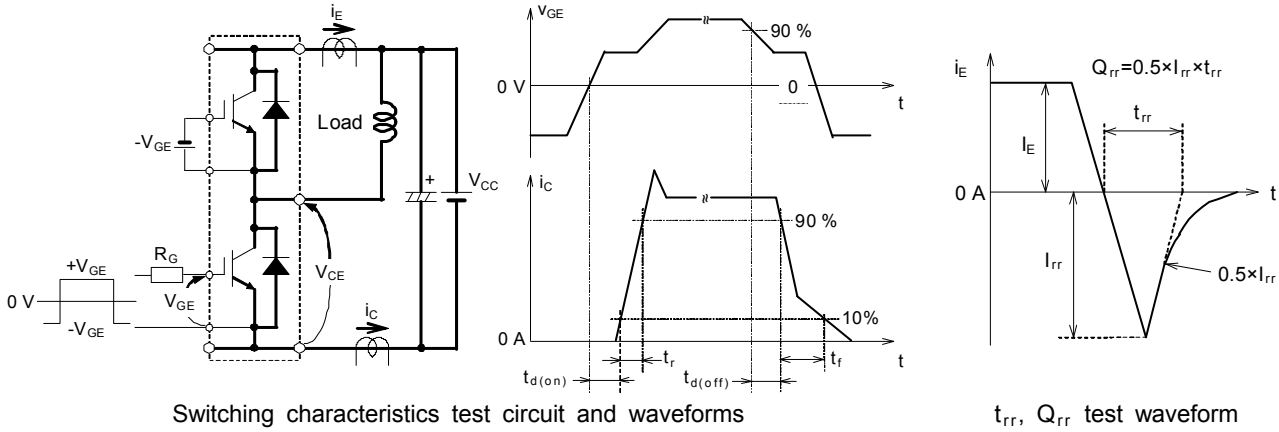 i_E
-V_GE
Load
+
V_CC
R_G
+V_GE
0 V
-V_GE
V_GE
V_CE
i_C
v_GE
90 %
0 V
0
t
i_C
90 %
10%
0 A
t
t_r
t_f
t_d(on)
t_d(off)
Switching characteristics test circuit and waveforms
i_E
Q_rr=0.5×I_rr×t_rr
t_rr
I_E
0 A
t
I_rr
0.5×I_rr
t_rr, Q_rr test waveform